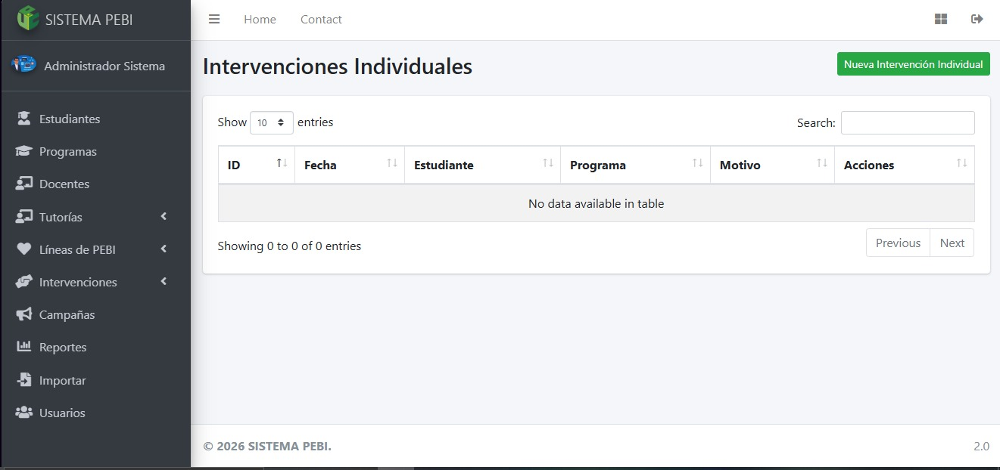 SISTEMA PEBI
Home Contact
Administrador Sistema
Estudiantes
Programas
Docentes
Tutorías
Líneas de PEBI
Intervenciones
Campañas
Reportes
Importar
Usuarios
Intervenciones Individuales
Nueva Intervención Individual
Show 10 entries
Search:
ID Fecha Estudiante Programa Motivo Acciones
No data available in table
Showing 0 to 0 of 0 entries
Previous Next
© 2026 SISTEMA PEBI.
2.0